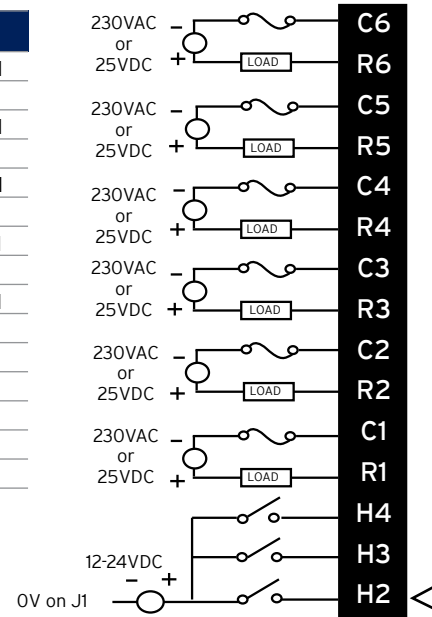 230VAC
or
25VDC
−
+
LOAD
C6
R6
230VAC
or
25VDC
−
+
LOAD
C5
R5
230VAC
or
25VDC
−
+
LOAD
C4
R4
230VAC
or
25VDC
−
+
LOAD
C3
R3
230VAC
or
25VDC
−
+
LOAD
C2
R2
230VAC
or
25VDC
−
+
LOAD
C1
R1
H4
H3
12-24VDC
− +
0V on J1
H2